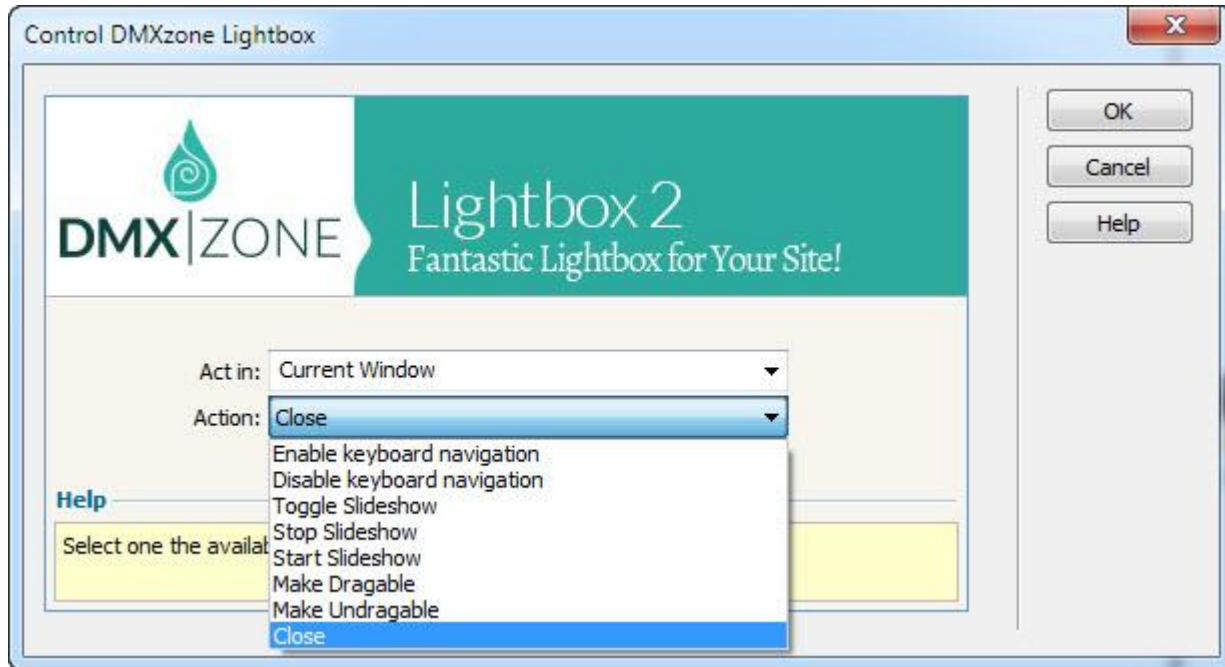 Control DMXzone Lightbox
DMX|ZONE
Lightbox 2
Fantastic Lightbox for Your Site!
OK
Cancel
Help
Act in: Current Window
Action: Close
Enable keyboard navigation
Disable keyboard navigation
Toggle Slideshow
Stop Slideshow
Start Slideshow
Make Dragable
Make Undragable
Close
Help
Select one the